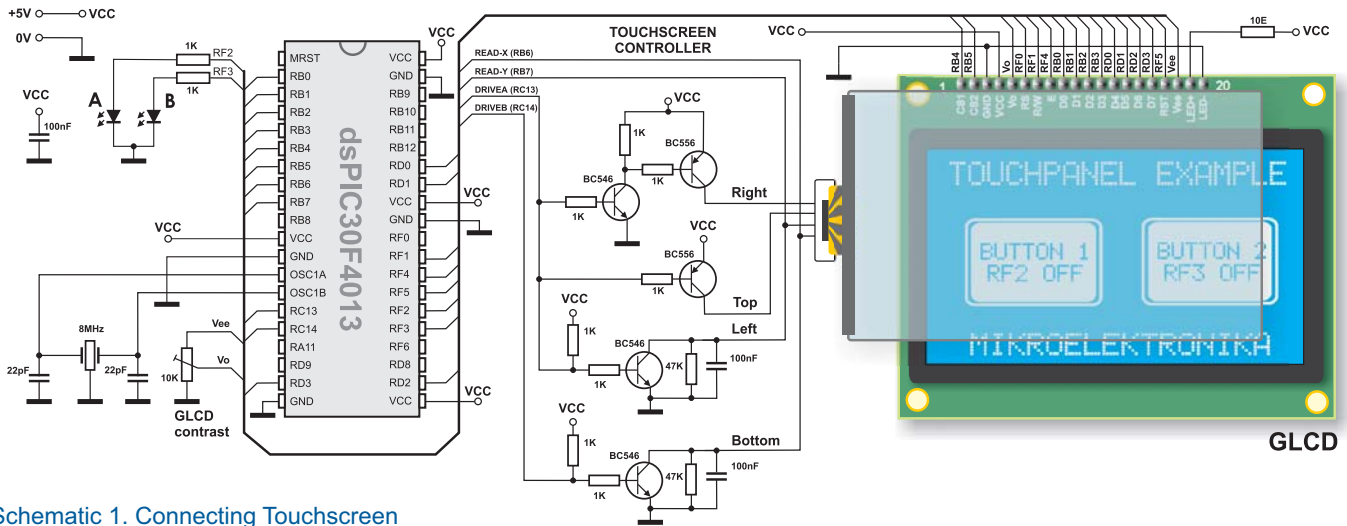 +5V VCC
0V
VCC
100nF
1K RF2
RF3
1K
A B
VCC
dsPIC30F4013
MRST
RB0
RB1
RB2
RB3
RB4
RB5
RB6
RB7
RB8
VCC
GND
OSC1A
OSC1B
RC13
RC14
RA11
RD9
RD3
GND
VCC
GND
RB9
RB10
RB11
RB12
RD0
RD1
VCC
GND
RF0
RF1
RF4
RF5
RF2
RF3
RF6
RD8
RD2
VCC
VCC
VCC
VCC
8MHz
22pF 22pF
Vee
Vo
10K
GLCD
contrast
TOUCHSCREEN
CONTROLLER
READ-X (RB6)
READ-Y (RB7)
DRIVEA (RC13)
DRIVEB (RC14)
VCC
1K
BC556
1K
BC546
1K
Right
VCC
BC556
1K
Top
VCC
Left
1K
BC546
1K
47K
100nF
VCC
Bottom
1K
BC546
1K
47K
100nF
VCC
10E
VCC
RB4
RB5
Vo
RF0
RF1
RF4
RB0
RB1
RB2
RB3
RD0
RD1
RD2
RD3
RF5
Vee
1 20
CS1
CS2
GND
VCC
Vo
RS
R/W
E
D0
D1
D2
D3
D4
D5
D6
D7
RST
Vee
LED+
LED-
TOUCHPANEL EXAMPLE
BUTTON 1
RF2 OFF
BUTTON 2
RF3 OFF
MIKROELEKTRONIKA
GLCD
Schematic 1. Connecting Touchscreen